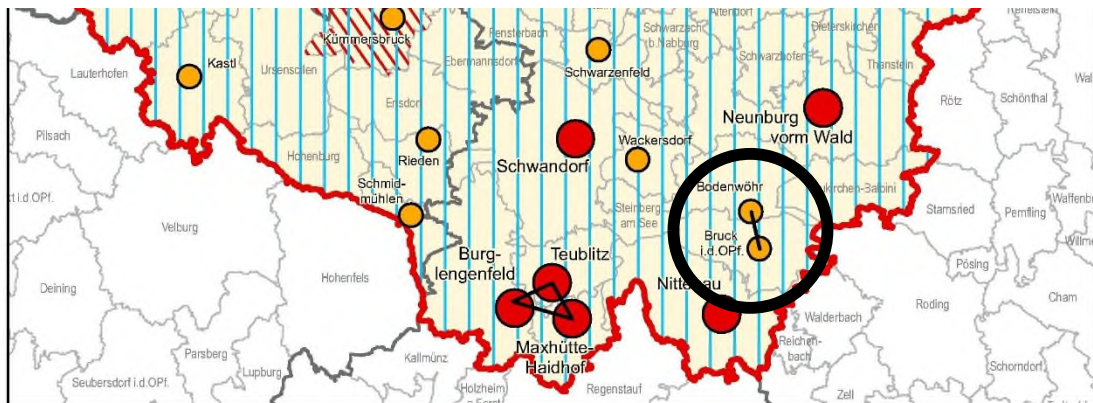 Fensterbach
Schwarzach
b.Nabburg
Altendorf
Dieterskirchen
Kümmersbruck
Kastl
Lauterhofen
Ursensollen
Ebermannsdorf
Schwarzenfeld
Schwarzhofen
Thanstein
Rötz
Schönthal
Ensdorf
Neunburg
vorm Wald
Pilsach
Wackersdorf
Hohenburg
Rieden
Schwandorf
Schmid-
mühlen
Bodenwöhr
Steinberg
am See
Stamsried
Pemfling
Velburg
Bruck
i.d.OPf.
Burg-
lengenfeld
Teublitz
Pösing
Deining
Hohenfels
Nittenau
Roding
Cham
Walderbach
Reichen-
bach
Maxhütte-
Haidhof
Parsberg
Lupburg
Kallmünz
Seubersdorf i.d.OPf.
Holzheim
Regenstauf
Zell
Schorndorf